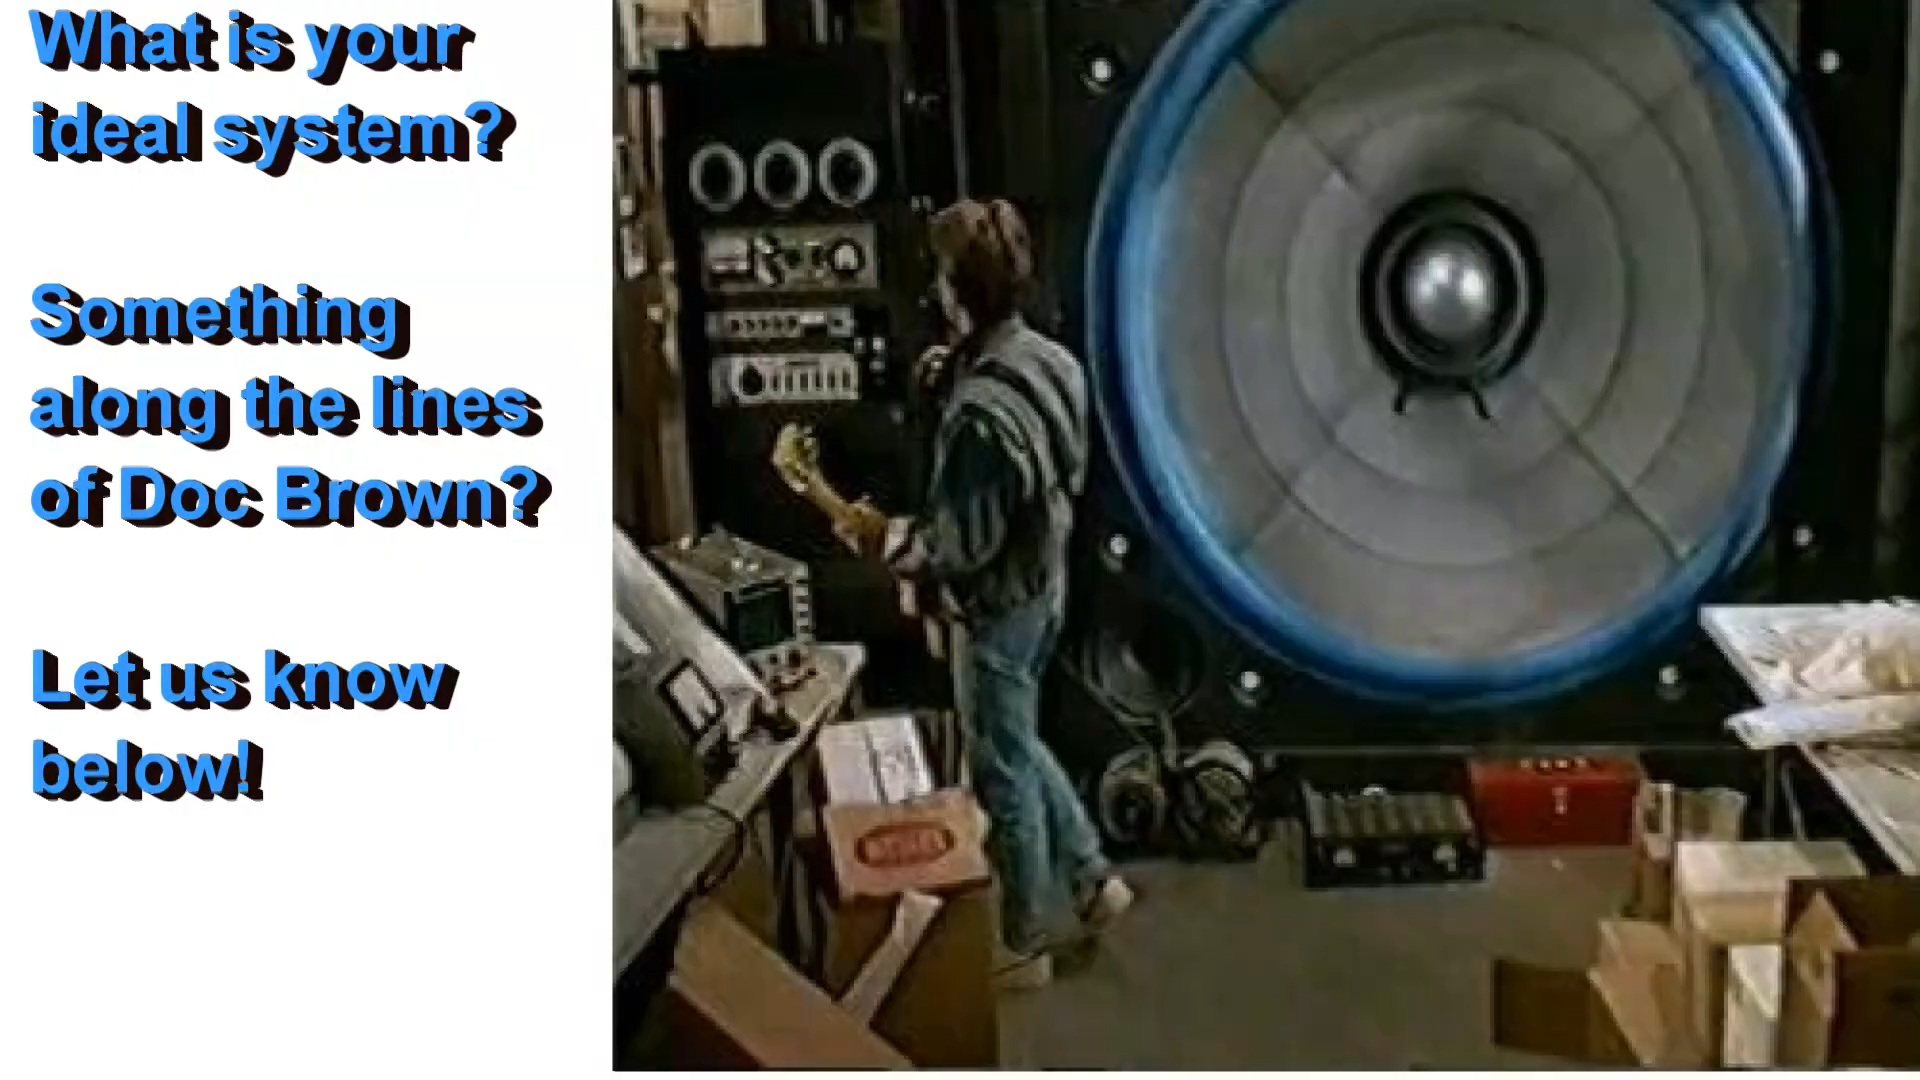 What is your
ideal system?
Something
along the lines
of Doc Brown?
Let us know
below!